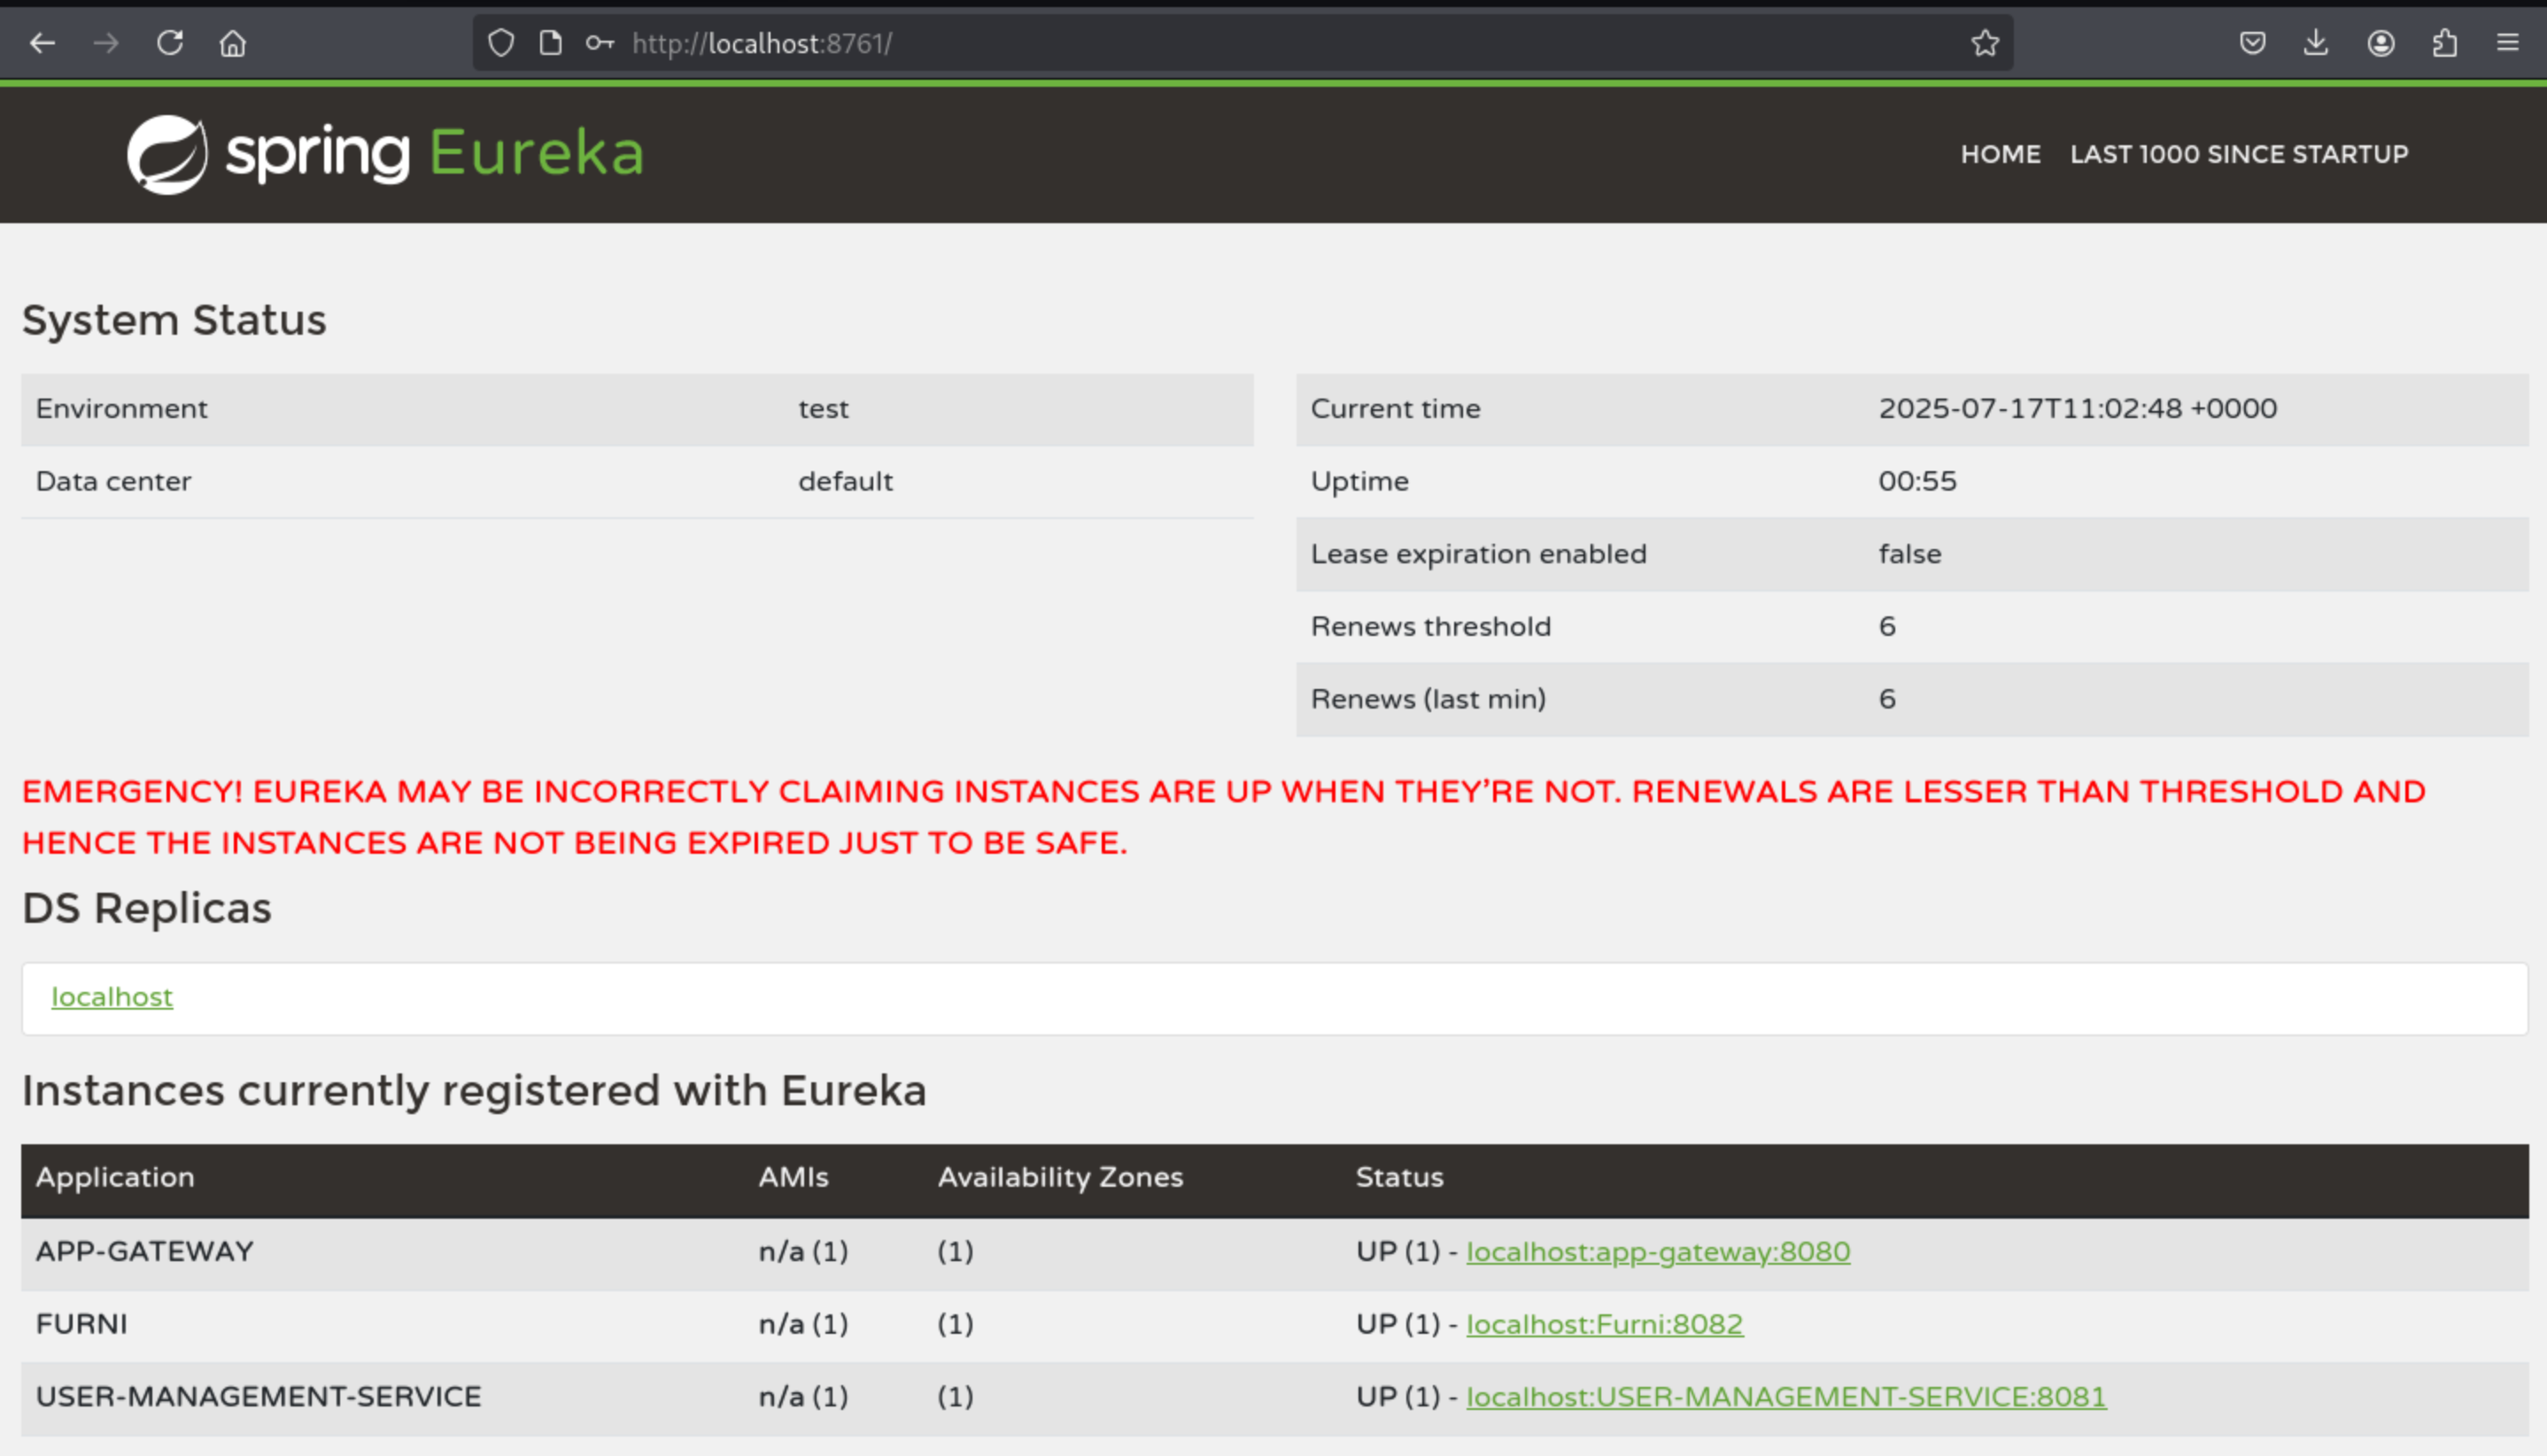 http://localhost:8761/
spring Eureka
HOME LAST 1000 SINCE STARTUP
System Status
Environment test
Data center default
Current time 2025-07-17T11:02:48 +0000
Uptime 00:55
Lease expiration enabled false
Renews threshold 6
Renews (last min) 6
EMERGENCY! EUREKA MAY BE INCORRECTLY CLAIMING INSTANCES ARE UP WHEN THEY'RE NOT. RENEWALS ARE LESSER THAN THRESHOLD AND
HENCE THE INSTANCES ARE NOT BEING EXPIRED JUST TO BE SAFE.
DS Replicas
localhost
Instances currently registered with Eureka
Application AMIs Availability Zones Status
APP-GATEWAY n/a (1) (1) UP (1) - localhost:app-gateway:8080
FURNI n/a (1) (1) UP (1) - localhost:Furni:8082
USER-MANAGEMENT-SERVICE n/a (1) (1) UP (1) - localhost:USER-MANAGEMENT-SERVICE:8081